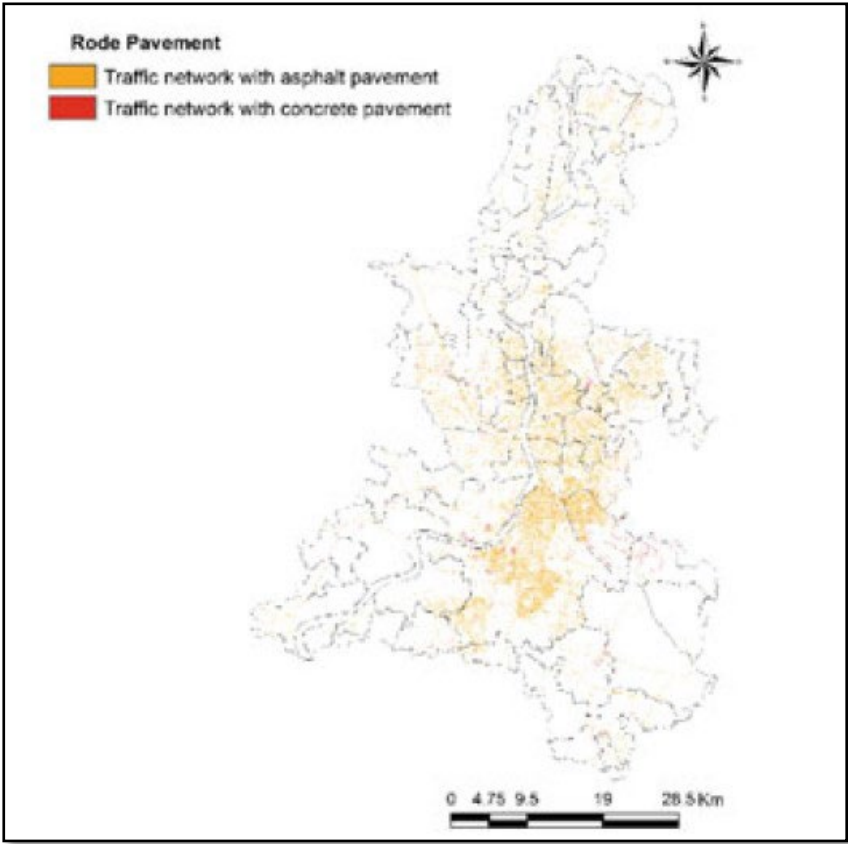 Rode Pavement
Traffic network with asphalt pavement
Traffic network with concrete pavement
0 4.75 9.5 19 28.5 Km